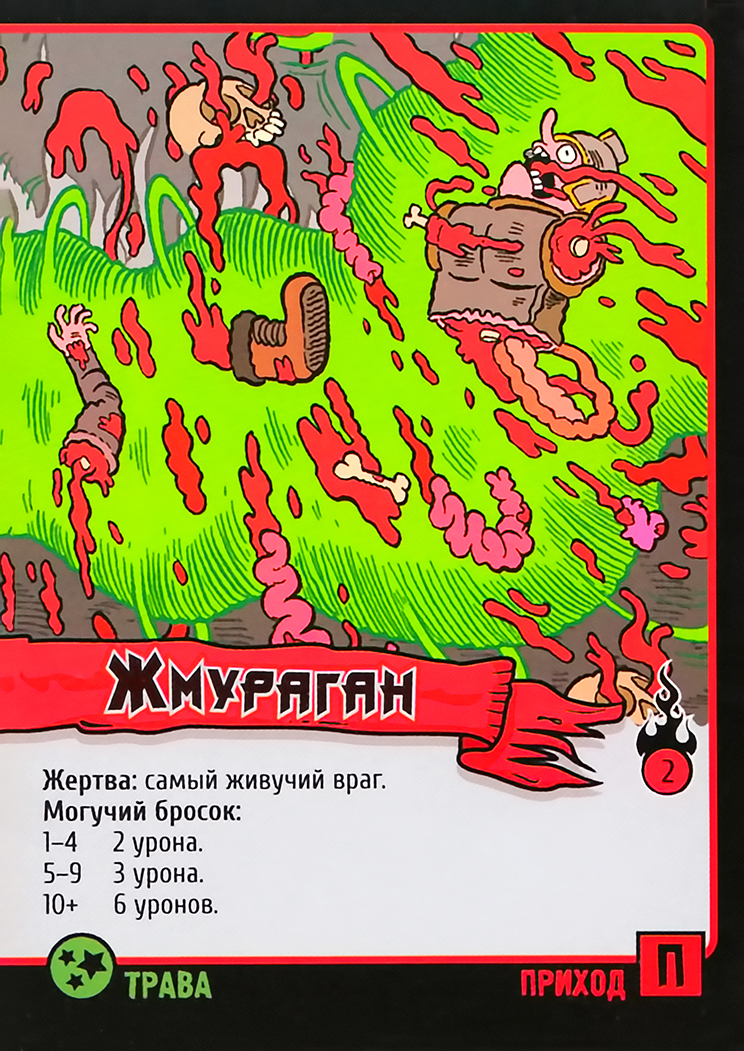 Жмураган
2
Жертва: самый живучий враг.
Могучий бросок:
1–4 2 урона.
5–9 3 урона.
10+ 6 уронов.
ТРАВА
ПРИХОД П